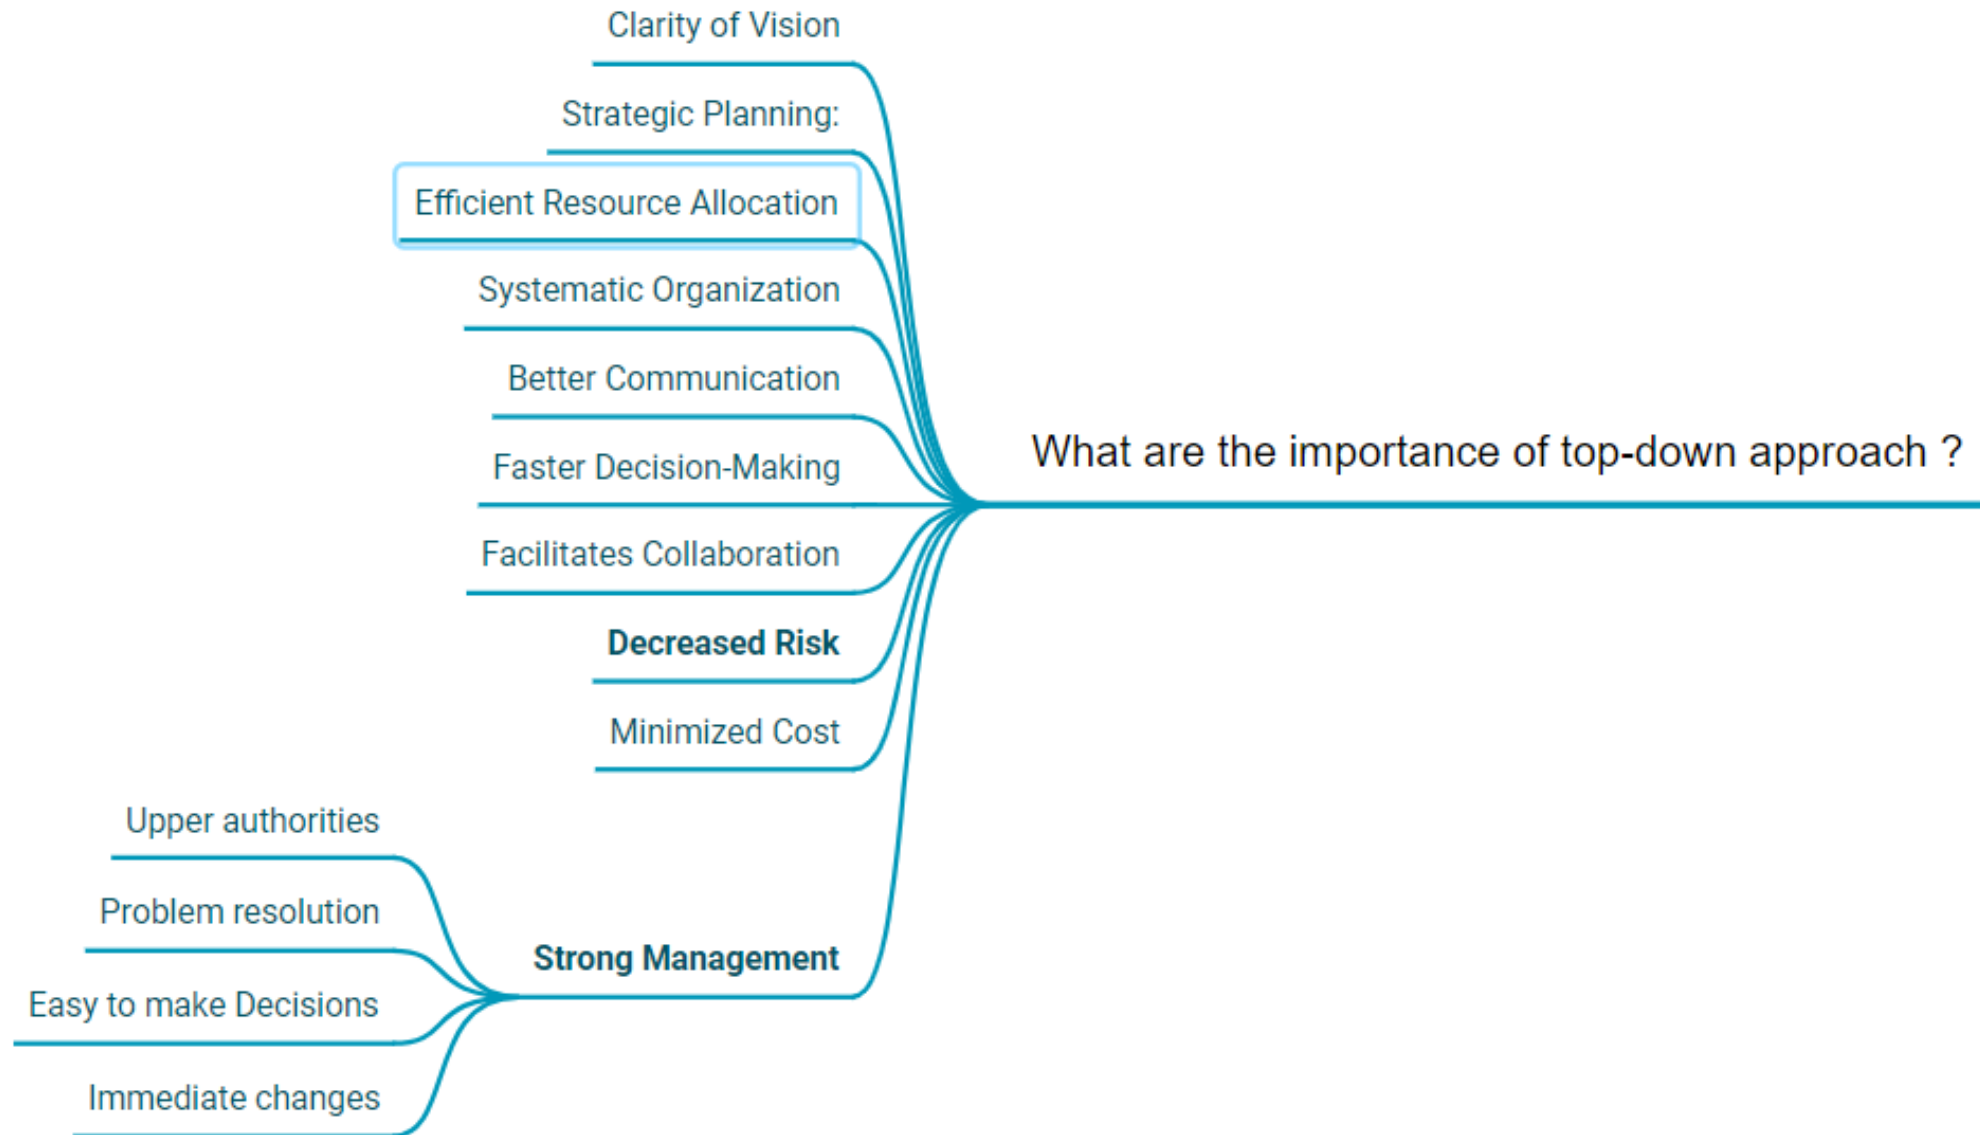 Clarity of Vision
Strategic Planning:
Efficient Resource Allocation
Systematic Organization
Better Communication
What are the importance of top-down approach ?
Faster Decision-Making
Facilitates Collaboration
Decreased Risk
Minimized Cost
Upper authorities
Problem resolution
Strong Management
Easy to make Decisions
Immediate changes